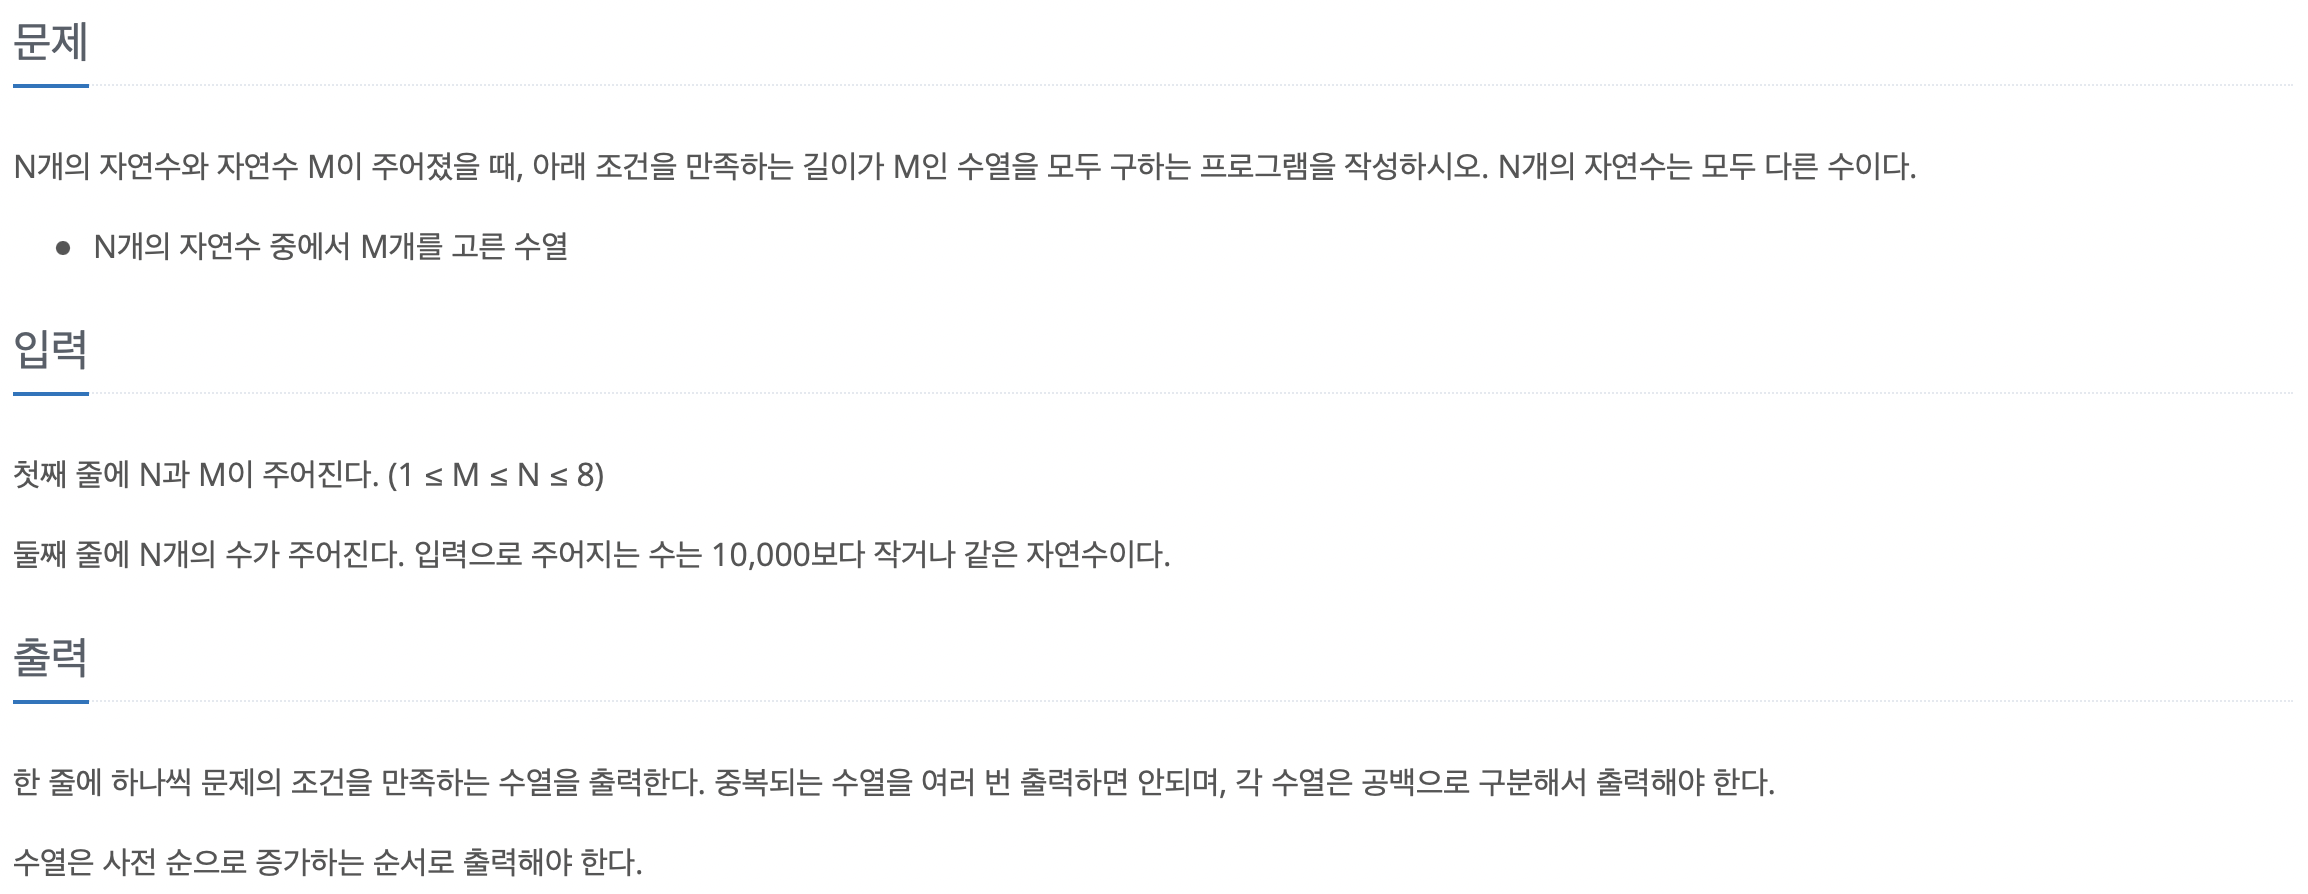 문제
N개의 자연수와 자연수 M이 주어졌을 때, 아래 조건을 만족하는 길이가 M인 수열을 모두 구하는 프로그램을 작성하시오. N개의 자연수는 모두 다른 수이다.
● N개의 자연수 중에서 M개를 고른 수열
입력
첫째 줄에 N과 M이 주어진다. (1 ≤ M ≤ N ≤ 8)
둘째 줄에 N개의 수가 주어진다. 입력으로 주어지는 수는 10,000보다 작거나 같은 자연수이다.
출력
한 줄에 하나씩 문제의 조건을 만족하는 수열을 출력한다. 중복되는 수열을 여러 번 출력하면 안되며, 각 수열은 공백으로 구분해서 출력해야 한다.
수열은 사전 순으로 증가하는 순서로 출력해야 한다.